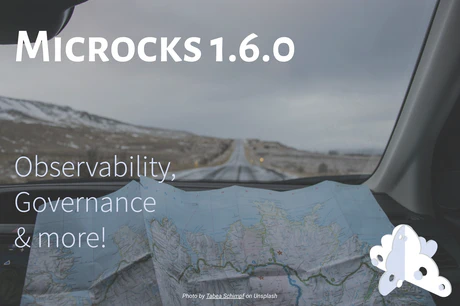 Microcks 1.6.0
Observability,
Governance
& more!
Photo by Tabea Schimpf on Unsplash